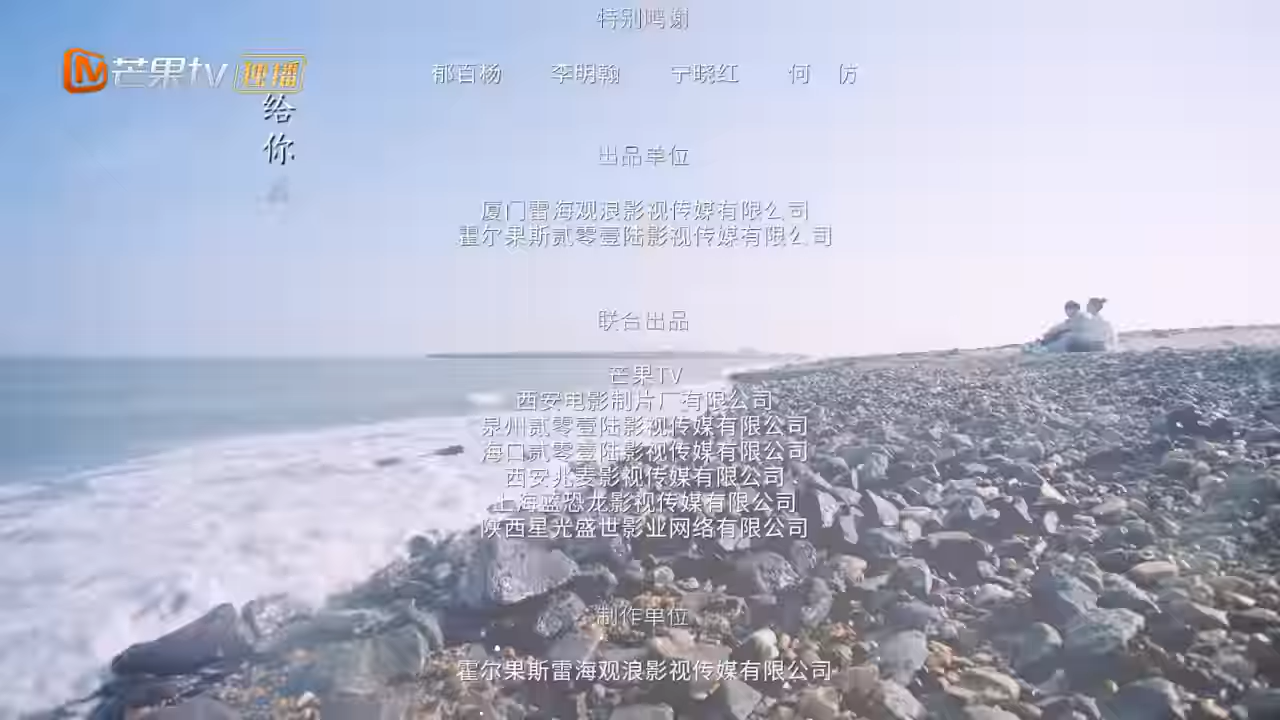 特别鸣谢
芒果tv 独播
郁百杨 李明翰 宁晓红 何 仿
给你
出品单位
厦门雷海观浪影视传媒有限公司
霍尔果斯贰零壹陆影视传媒有限公司
联合出品
芒果TV
西安电影制片厂有限公司
泉州贰零壹陆影视传媒有限公司
海口贰零壹陆影视传媒有限公司
西安兆麦影视传媒有限公司
上海蓝恐龙影视传媒有限公司
陕西星光盛世影业网络有限公司
制作单位
霍尔果斯雷海观浪影视传媒有限公司